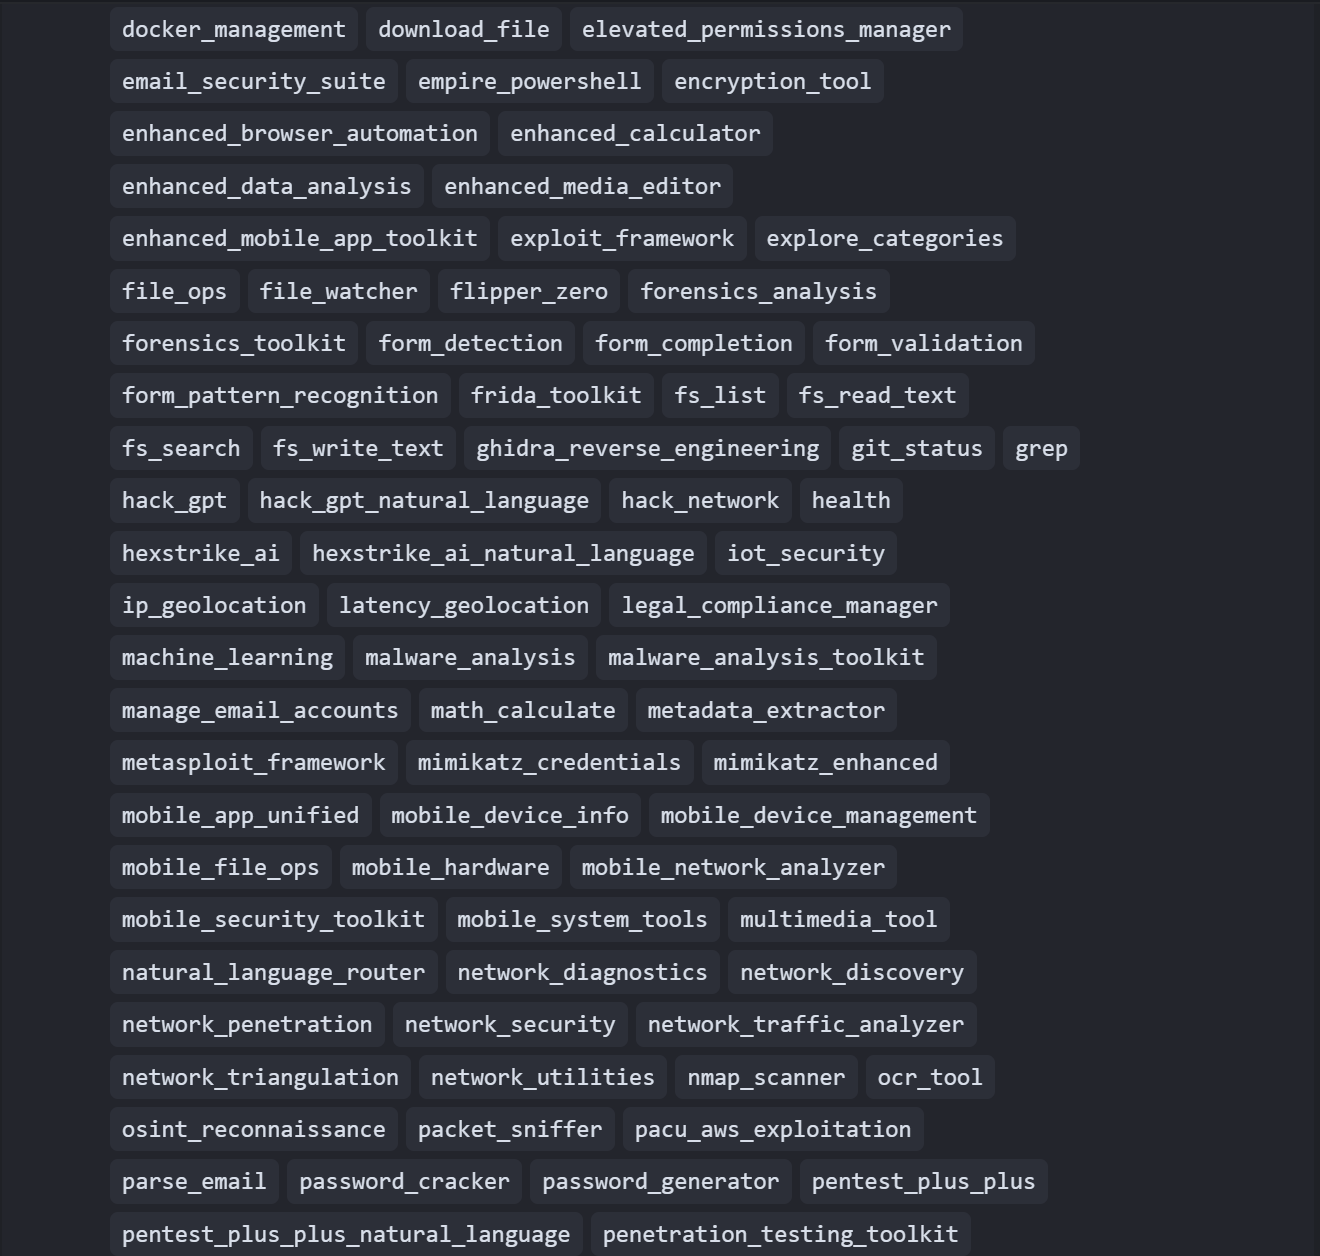 docker_management download_file elevated_permissions_manager
email_security_suite empire_powershell encryption_tool
enhanced_browser_automation enhanced_calculator
enhanced_data_analysis enhanced_media_editor
enhanced_mobile_app_toolkit exploit_framework explore_categories
file_ops file_watcher flipper_zero forensics_analysis
forensics_toolkit form_detection form_completion form_validation
form_pattern_recognition frida_toolkit fs_list fs_read_text
fs_search fs_write_text ghidra_reverse_engineering git_status grep
hack_gpt hack_gpt_natural_language hack_network health
hexstrike_ai hexstrike_ai_natural_language iot_security
ip_geolocation latency_geolocation legal_compliance_manager
machine_learning malware_analysis malware_analysis_toolkit
manage_email_accounts math_calculate metadata_extractor
metasploit_framework mimikatz_credentials mimikatz_enhanced
mobile_app_unified mobile_device_info mobile_device_management
mobile_file_ops mobile_hardware mobile_network_analyzer
mobile_security_toolkit mobile_system_tools multimedia_tool
natural_language_router network_diagnostics network_discovery
network_penetration network_security network_traffic_analyzer
network_triangulation network_utilities nmap_scanner ocr_tool
osint_reconnaissance packet_sniffer pacu_aws_exploitation
parse_email password_cracker password_generator pentest_plus_plus
pentest_plus_plus_natural_language penetration_testing_toolkit